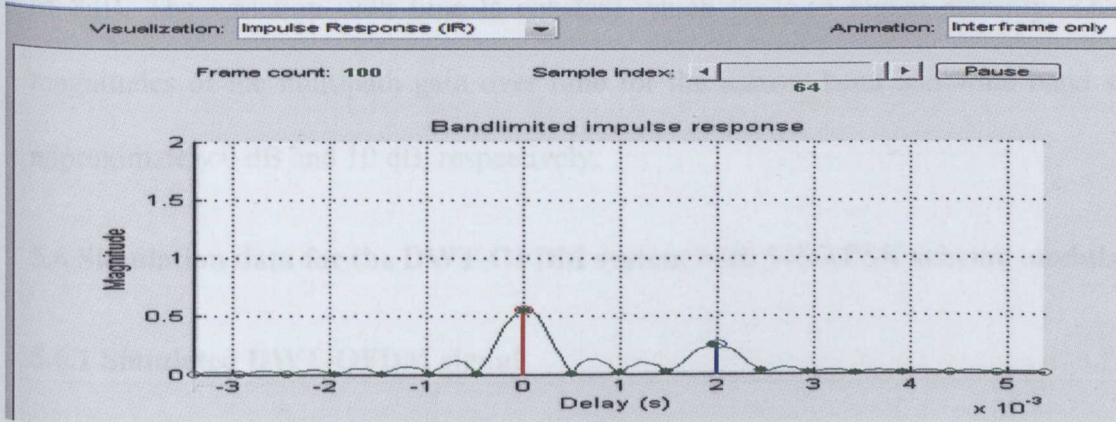 Visualization: Impulse Response (IR) Animation: Interframe only
Frame count: 100 Sample index: 64 Pause
Bandlimited impulse response
Magnitude
2
1.5
1
0.5
0
-3 -2 -1 0 1 2 3 4 5
Delay (s)
x 10⁻³